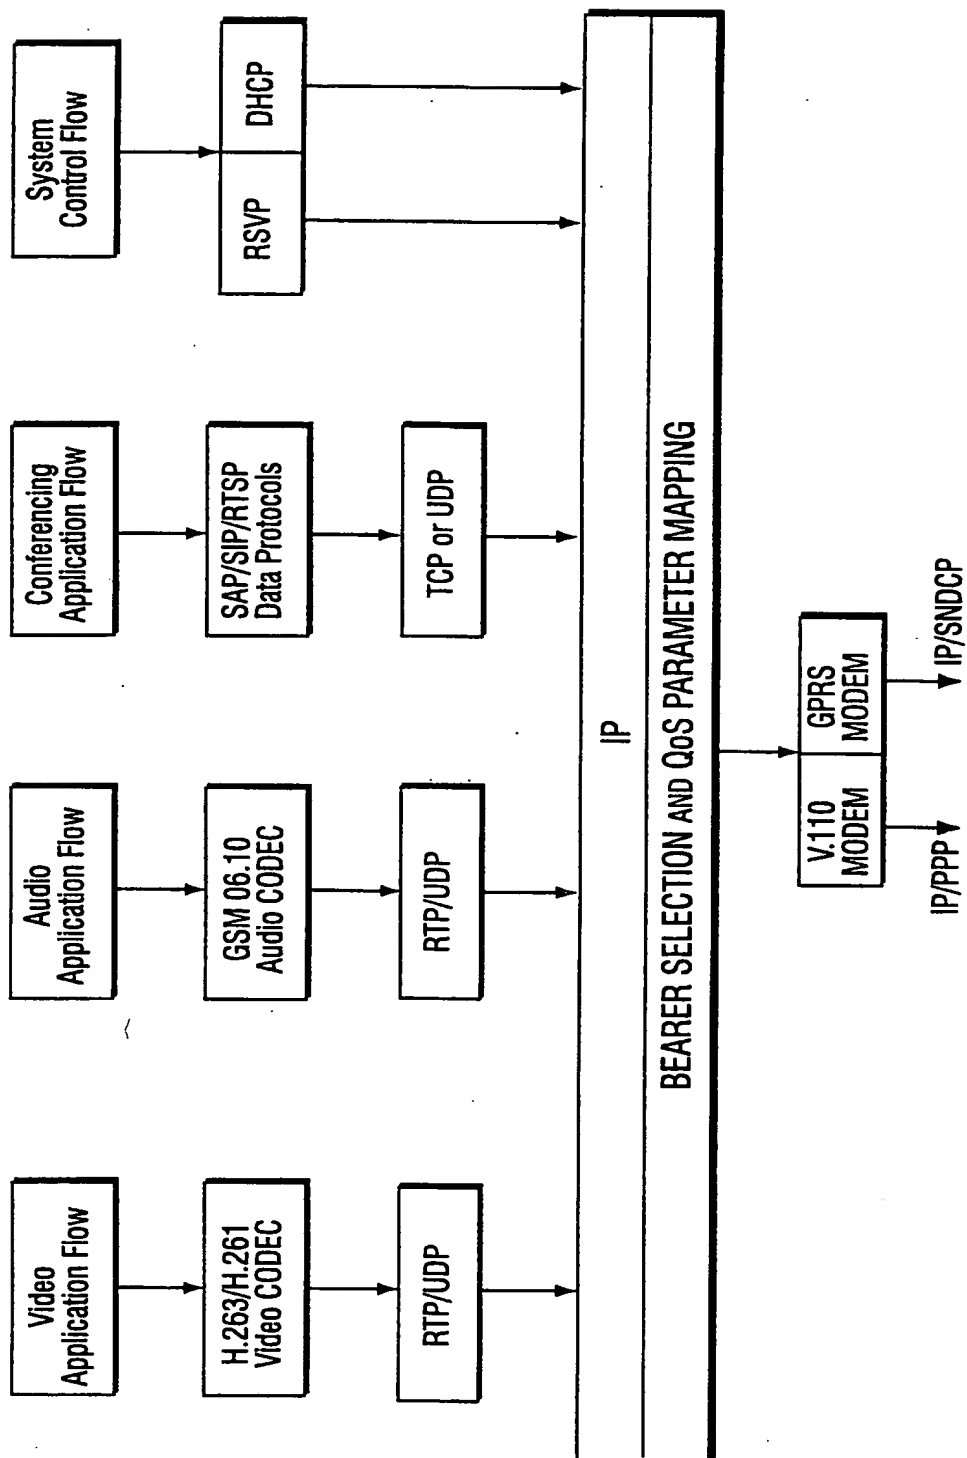 Video
Application Flow
Audio
Application Flow
Conferencing
Application Flow
System
Control Flow
H.263/H.261
Video CODEC
GSM 06.10
Audio CODEC
SAP/SIP/RTSP
Data Protocols
RSVP
DHCP
RTP/UDP
RTP/UDP
TCP or UDP
IP
BEARER SELECTION AND QoS PARAMETER MAPPING
V.110
MODEM
GPRS
MODEM
IP/PPP
IP/SNDCP